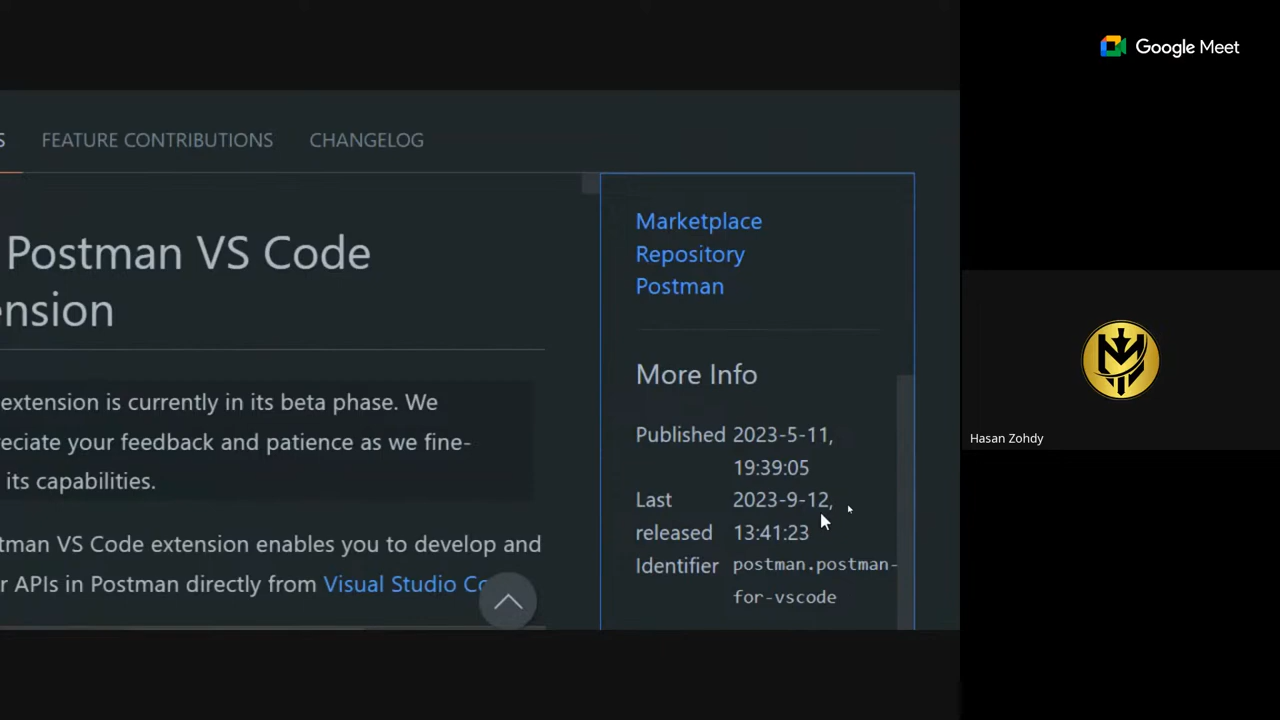 Google Meet
S FEATURE CONTRIBUTIONS CHANGELOG
Postman VS Code
ension
extension is currently in its beta phase. We
reciate your feedback and patience as we fine-
its capabilities.
tman VS Code extension enables you to develop and
r APIs in Postman directly from Visual Studio Co
Marketplace
Repository
Postman
More Info
Published 2023-5-11,
19:39:05
Last 2023-9-12,
released 13:41:23
Identifier postman.postman-
for-vscode
Hasan Zohdy